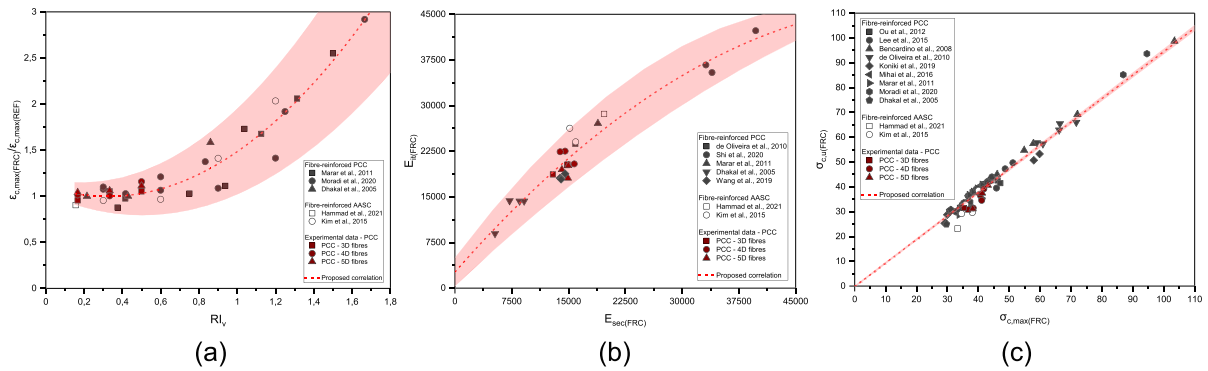 3
2,5
2
1,5
1
0,5
0
0
0,2
0,4
0,6
0,8
1
1,2
1,4
1,6
1,8
εc,max(FRC)/εc,max(REF)
RIv
Fibre-reinforced PCC
Marar et al., 2011
Moradi et al., 2020
Dhakal et al., 2005
Fibre-reinforced AASC
Hammad et al., 2021
Kim et al., 2015
Experimental data - PCC
PCC - 3D fibres
PCC - 4D fibres
PCC - 5D fibres
Proposed correlation
(a)
45000
37500
30000
22500
15000
7500
0
0
7500
15000
22500
30000
37500
45000
Eit(FRC)
Esec(FRC)
Fibre-reinforced PCC
de Oliveira et al., 2010
Shi et al., 2020
Marar et al., 2011
Dhakal et al., 2005
Wang et al., 2019
Fibre-reinforced AASC
Hammad et al., 2021
Kim et al., 2015
Experimental data - PCC
PCC - 3D fibres
PCC - 4D fibres
PCC - 5D fibres
Proposed correlation
(b)
110
100
90
80
70
60
50
40
30
20
10
0
0
10
20
30
40
50
60
70
80
90
100
110
σc,u(FRC)
σc,max(FRC)
Fibre-reinforced PCC
Ou et al., 2012
Lee et al., 2015
Bencardino et al., 2008
de Oliveira et al., 2010
Koniki et al., 2019
Mihai et al., 2016
Marar et al., 2011
Moradi et al., 2020
Dhakal et al., 2005
Fibre-reinforced AASC
Hammad et al., 2021
Kim et al., 2015
Experimental data - PCC
PCC - 3D fibres
PCC - 4D fibres
PCC - 5D fibres
Proposed correlation
(c)